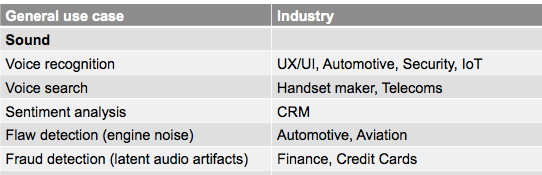 General use case Industry
Sound
Voice recognition UX/UI, Automotive, Security, IoT
Voice search Handset maker, Telecoms
Sentiment analysis CRM
Flaw detection (engine noise) Automotive, Aviation
Fraud detection (latent audio artifacts) Finance, Credit Cards